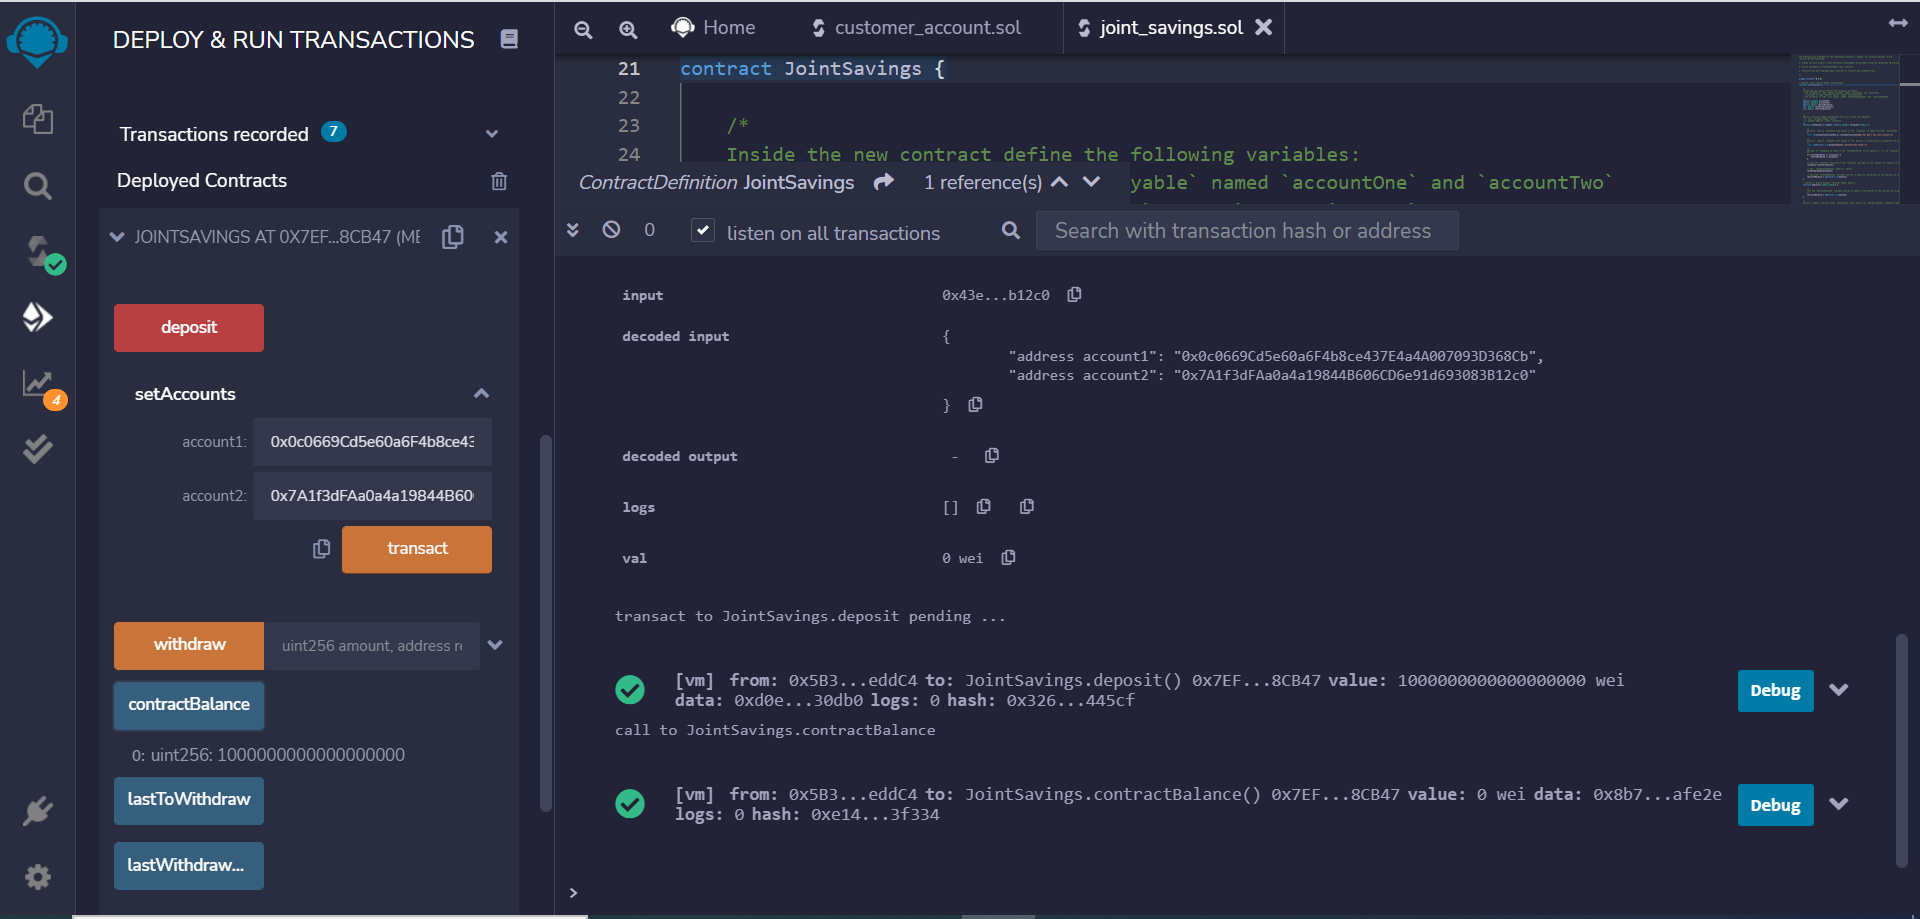 DEPLOY & RUN TRANSACTIONS
Transactions recorded 7
Deployed Contracts
JOINTSAVINGS AT 0X7EF...8CB47 (ME
deposit
setAccounts
account1: 0x0c0669Cd5e60a6F4b8ce43
account2: 0x7A1f3dFAa0a4a19844B60
transact
withdraw uint256 amount, address r
contractBalance
0: uint256: 1000000000000000000
lastToWithdraw
lastWithdraw...
4
Home customer_account.sol joint_savings.sol
21 contract JointSavings {
22
23 /*
24 Inside the new contract define the following variables:
ContractDefinition JointSavings 1 reference(s) yable` named `accountOne` and `accountTwo`
0 listen on all transactions Search with transaction hash or address
input 0x43e...b12c0
decoded input {
"address account1": "0x0c0669Cd5e60a6F4b8ce437E4a4A007093D368Cb",
"address account2": "0x7A1f3dFAa0a4a19844B606CD6e91d693083B12c0"
}
decoded output -
logs []
val 0 wei
transact to JointSavings.deposit pending ...
[vm] from: 0x5B3...eddC4 to: JointSavings.deposit() 0x7EF...8CB47 value: 1000000000000000000 wei
data: 0xd0e...30db0 logs: 0 hash: 0x326...445cf
Debug
call to JointSavings.contractBalance
[vm] from: 0x5B3...eddC4 to: JointSavings.contractBalance() 0x7EF...8CB47 value: 0 wei data: 0x8b7...afe2e
logs: 0 hash: 0xe14...3f334
Debug
>